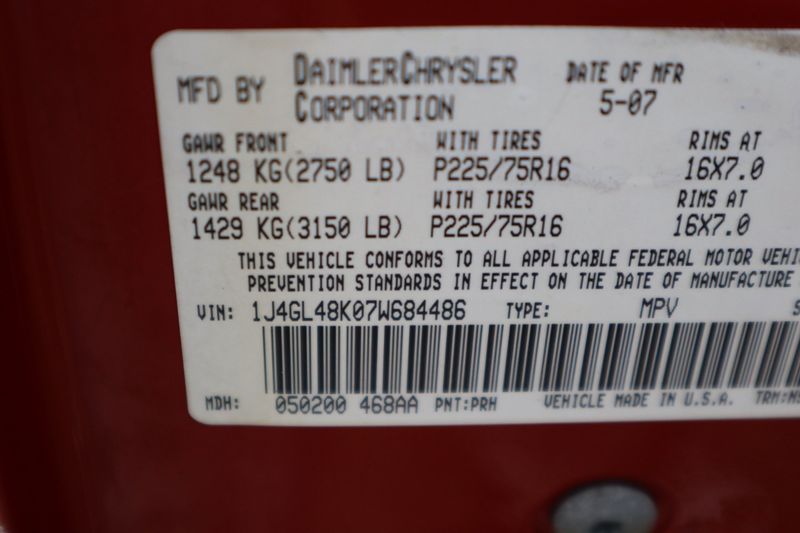 MFD BY DAIMLERCHRYSLER CORPORATION DATE OF MFR 5-07
GAWR FRONT WITH TIRES RIMS AT
1248 KG(2750 LB) P225/75R16 16X7.0
GAWR REAR WITH TIRES RIMS AT
1429 KG(3150 LB) P225/75R16 16X7.0
THIS VEHICLE CONFORMS TO ALL APPLICABLE FEDERAL MOTOR VEHI
PREVENTION STANDARDS IN EFFECT ON THE DATE OF MANUFACTURE
VIN: 1J4GL48K07W684486 TYPE: MPV S
MDH: 050200 468AA PNT:PRH VEHICLE MADE IN U.S.A. TRM: